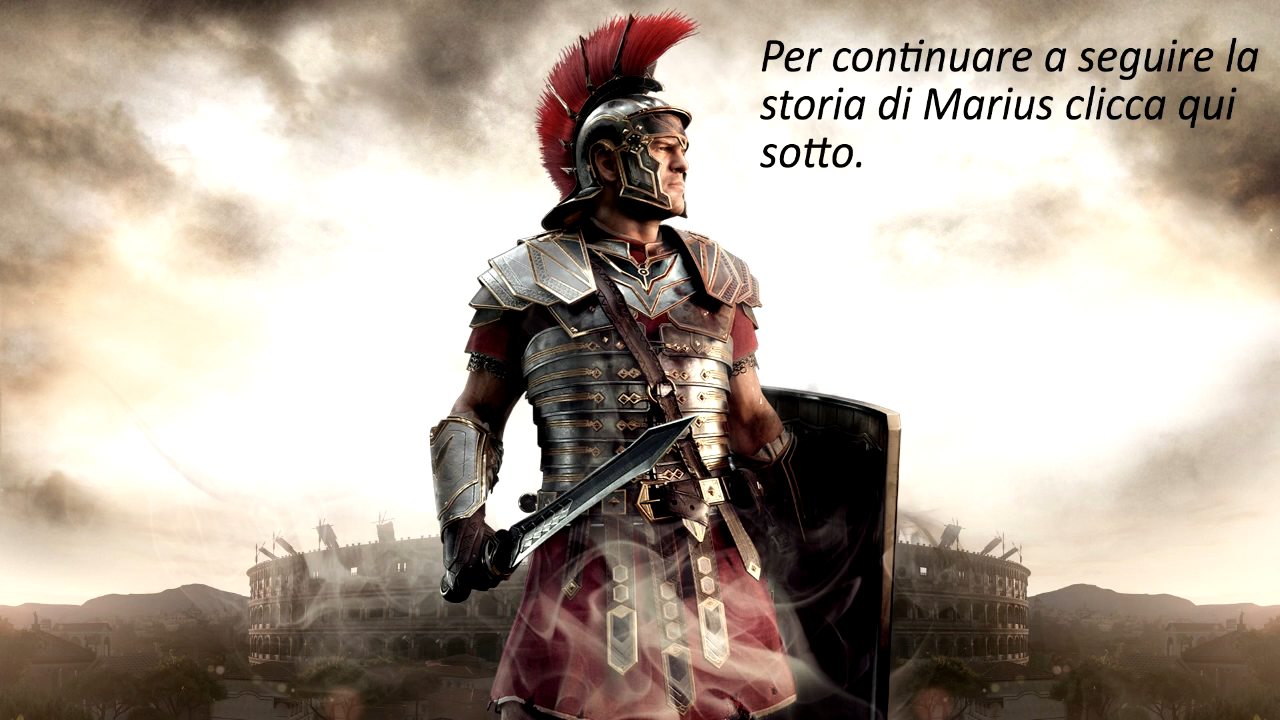 Per continuare a seguire la
storia di Marius clicca qui
sotto.